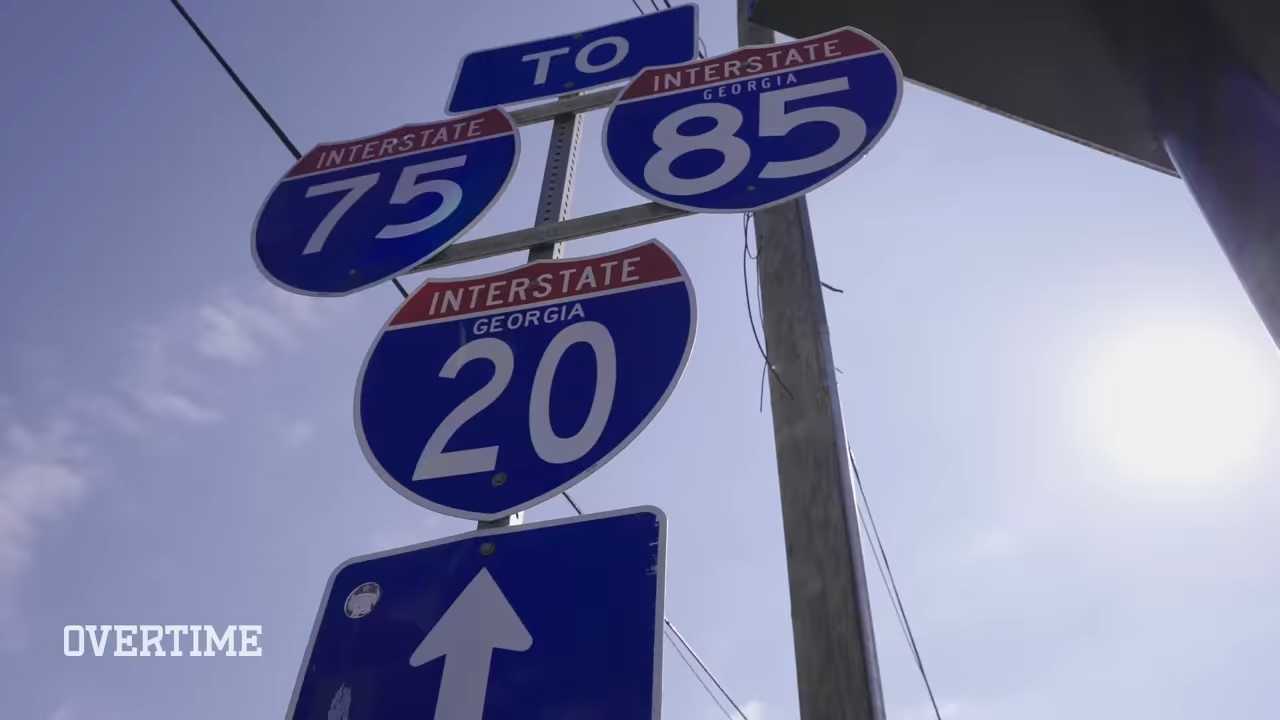 TO
INTERSTATE
75
INTERSTATE
GEORGIA
85
INTERSTATE
GEORGIA
20
OVERTIME